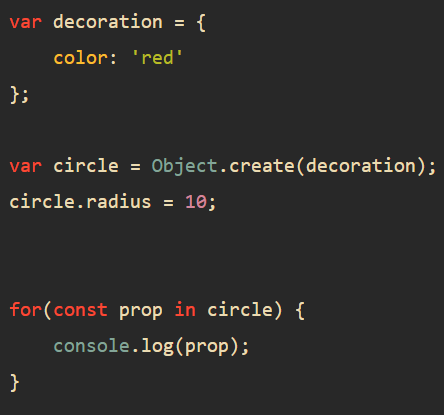 var decoration = {
    color: 'red'
};
var circle = Object.create(decoration);
circle.radius = 10;
for(const prop in circle) {
    console.log(prop);
}